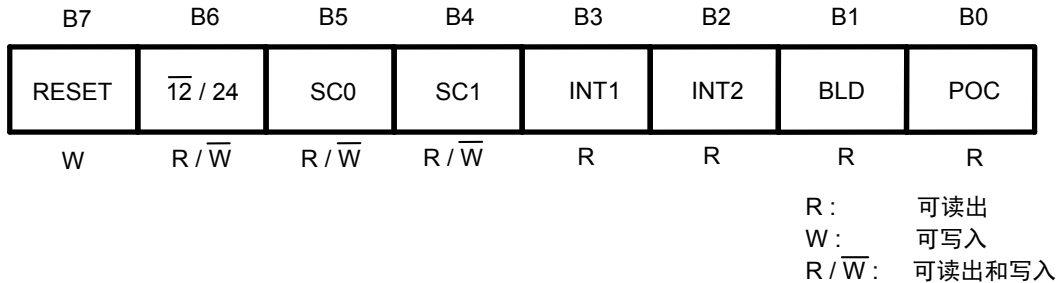 B7 B6 B5 B4 B3 B2 B1 B0
RESET 12 / 24 SC0 SC1 INT1 INT2 BLD POC
W R / W R / W R / W R R R R
R : 可读出
W : 可写入
R / W : 可读出和写入